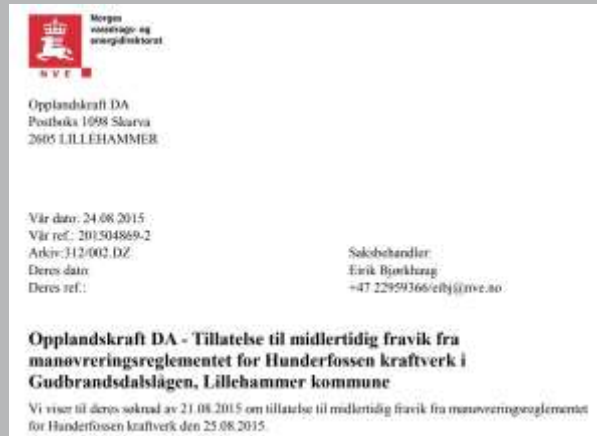 Norges
vassdrags- og
energidirektorat
NVE
Opplandskraft DA
Postboks 1098 Skurva
2605 LILLEHAMMER
Vår dato: 24.08.2015
Vår ref.: 201504869-2
Arkiv: 312/002.DZ
Deres dato:
Deres ref.:
Saksbehandler:
Eirik Bjørkhaug
+47 22959366/eibj@nve.no
Opplandskraft DA - Tillatelse til midlertidig fravik fra
manøvreringsreglementet for Hunderfossen kraftverk i
Gudbrandsdalslågen, Lillehammer kommune
Vi viser til deres søknad av 21.08.2015 om tillatelse til midlertidig fravik fra manøvreringsreglementet
for Hunderfossen kraftverk den 25.08.2015.